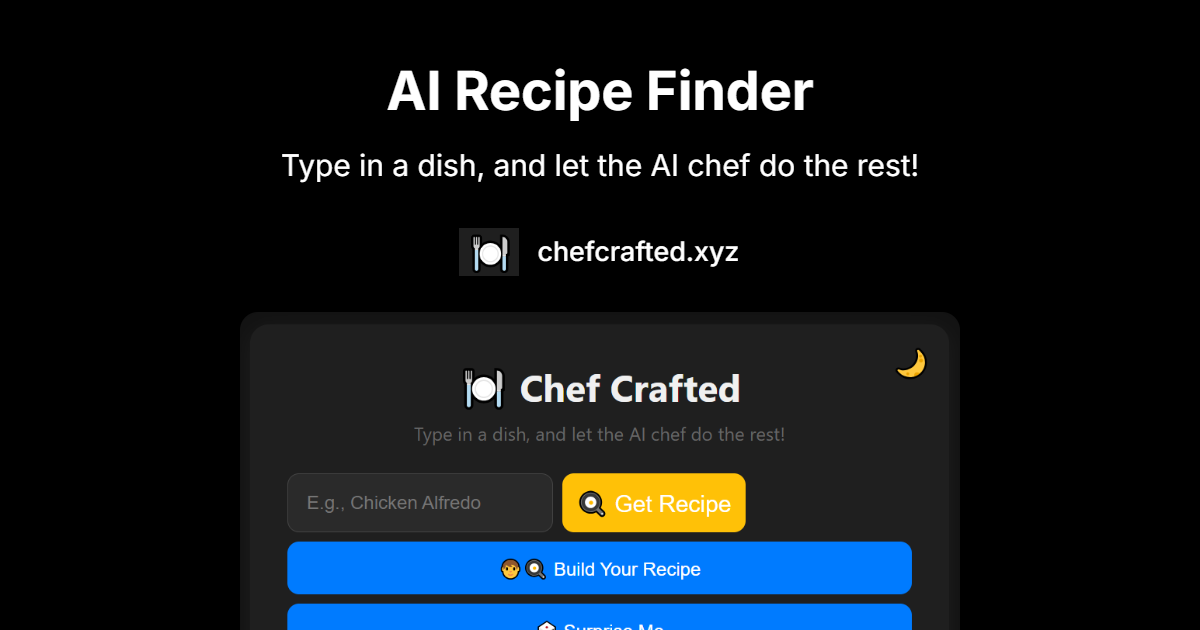 AI Recipe Finder
Type in a dish, and let the AI chef do the rest!
chefcrafted.xyz
Chef Crafted
Type in a dish, and let the AI chef do the rest!
E.g., Chicken Alfredo
Get Recipe
Build Your Recipe
Surprise Me